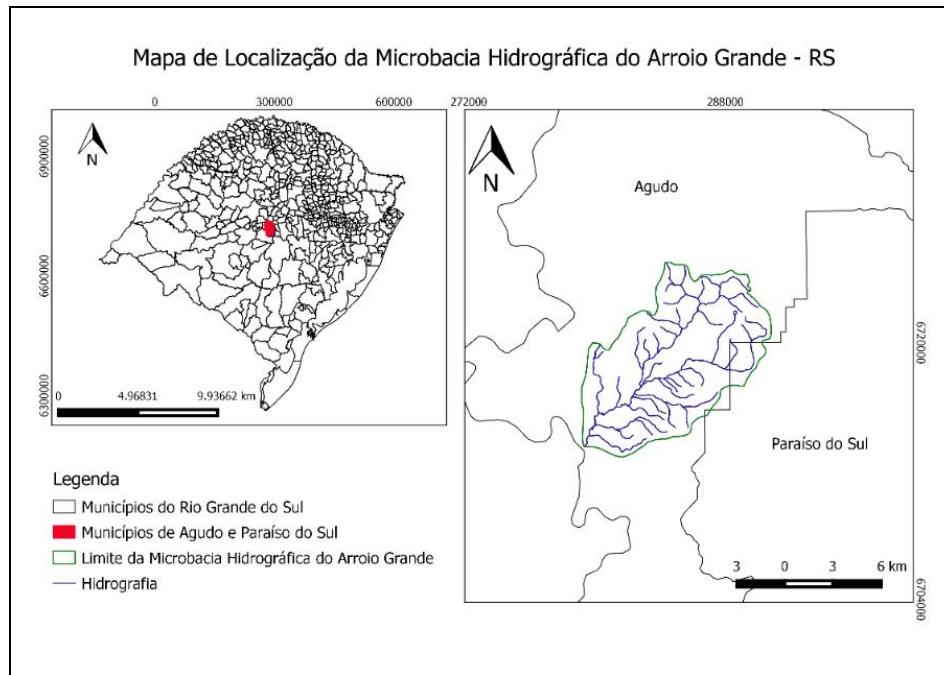 Mapa de Localização da Microbacia Hidrográfica do Arroio Grande - RS
0 300000 600000
6900000
6600000
6300000
N
0 4.96831 9.93662 km
272000 288000
6720000
6704000
N
Agudo
Paraíso do Sul
3 0 3 6 km
Legenda
Municípios do Rio Grande do Sul
Municípios de Agudo e Paraíso do Sul
Limite da Microbacia Hidrográfica do Arroio Grande
Hidrografia